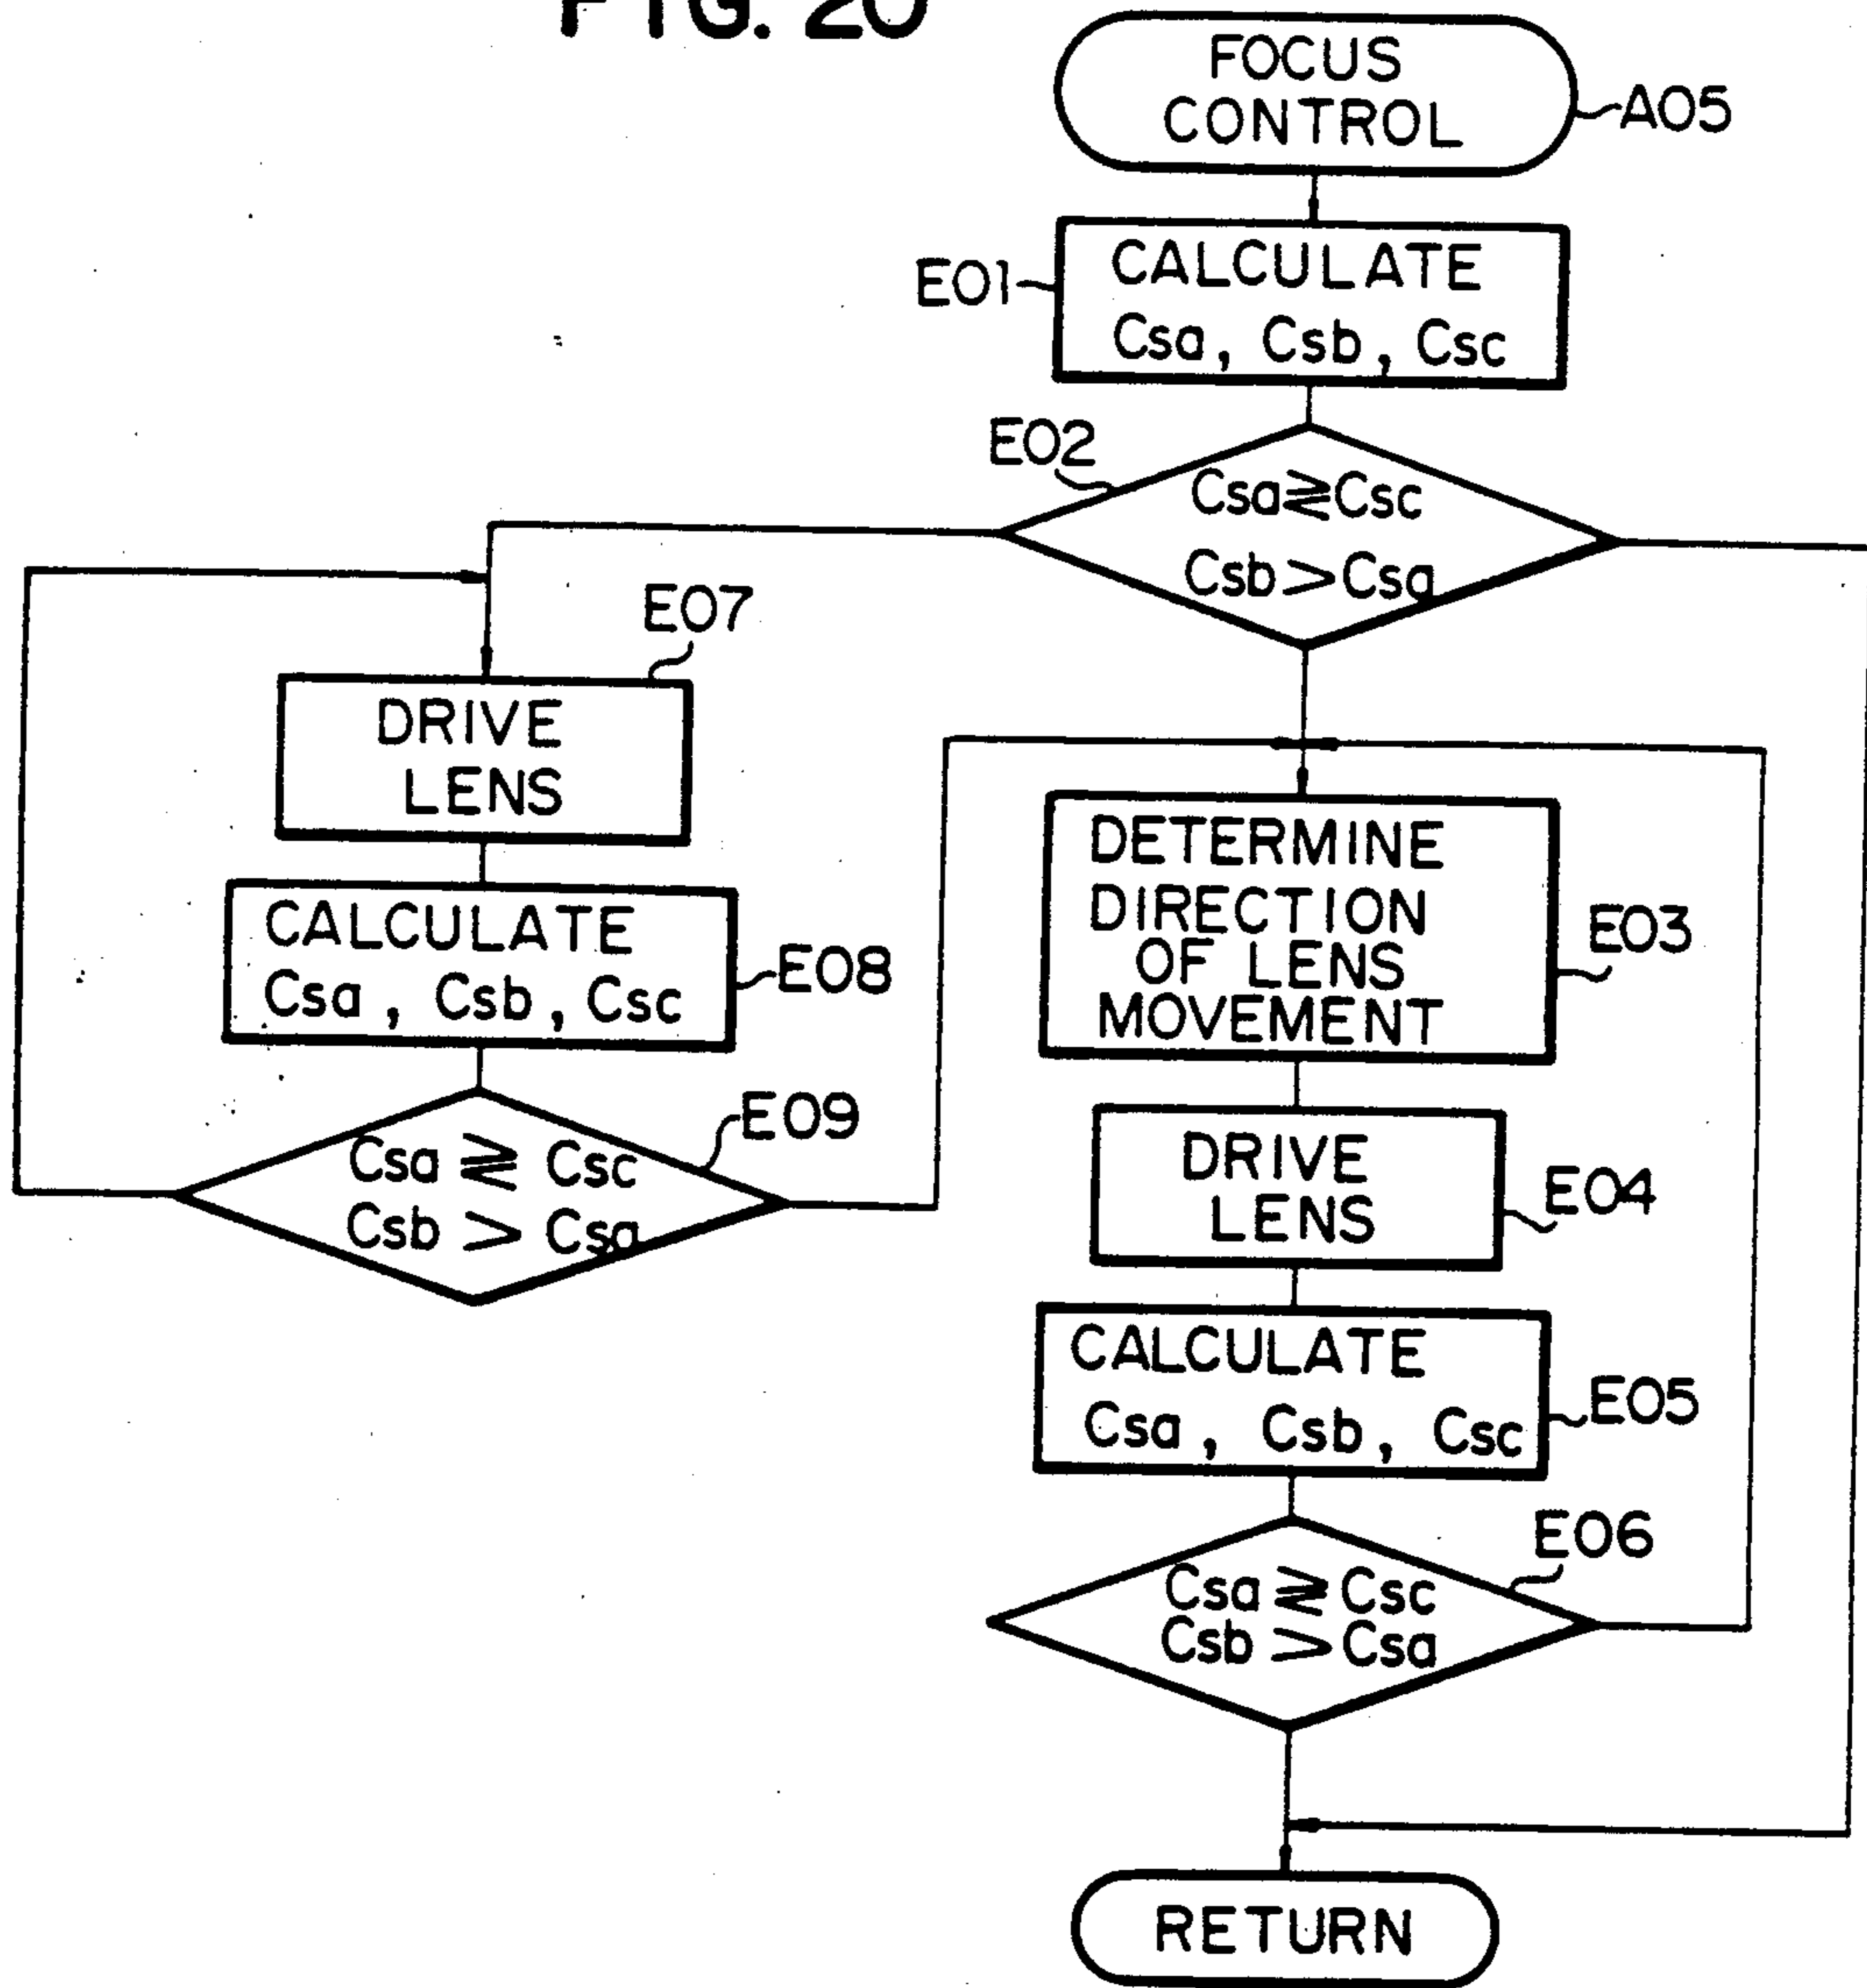 FIG. 20
FOCUS
CONTROL
A05
E01
CALCULATE
Csa, Csb, Csc
E02
Csa≧Csc
Csb>Csa
E07
DRIVE
LENS
CALCULATE
Csa, Csb, Csc
E08
E09
Csa ≧ Csc
Csb > Csa
DETERMINE
DIRECTION
OF LENS
MOVEMENT
E03
DRIVE
LENS
E04
CALCULATE
Csa, Csb, Csc
E05
E06
Csa ≧ Csc
Csb > Csa
RETURN